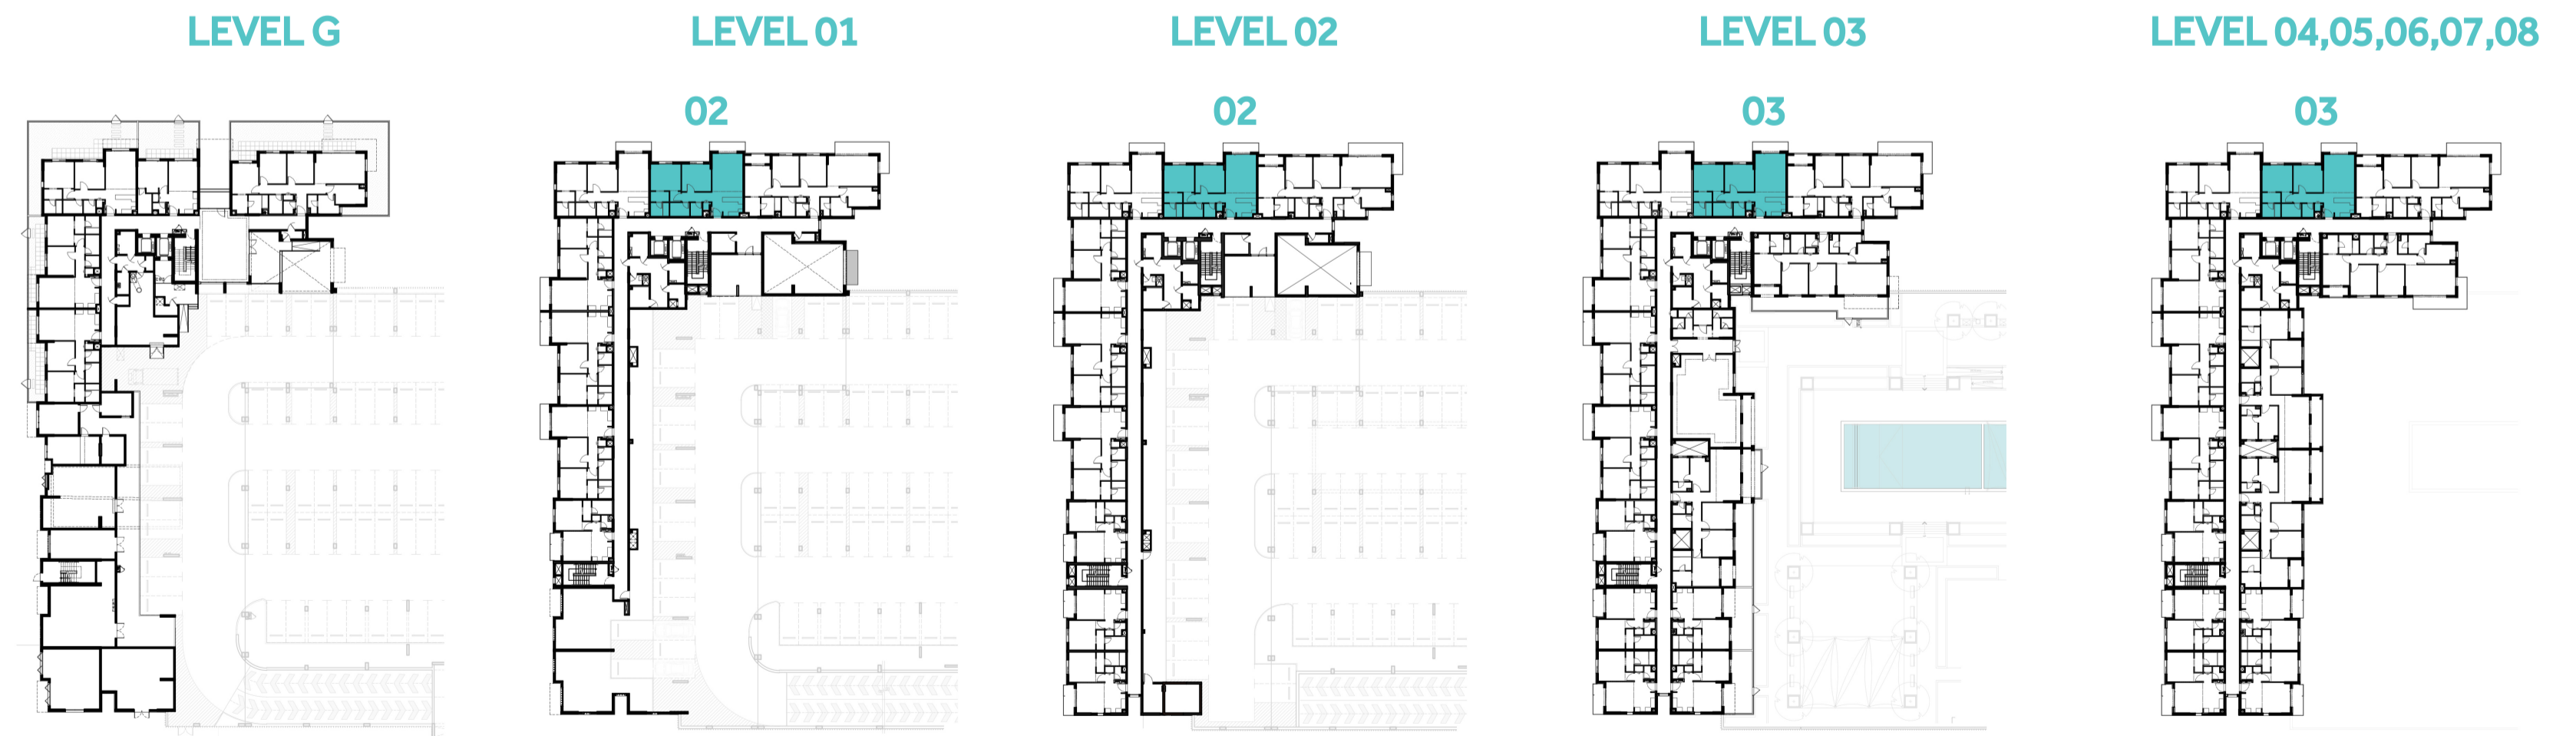 LEVEL G
LEVEL 01
LEVEL 02
LEVEL 03
LEVEL 04,05,06,07,08
02
02
03
03